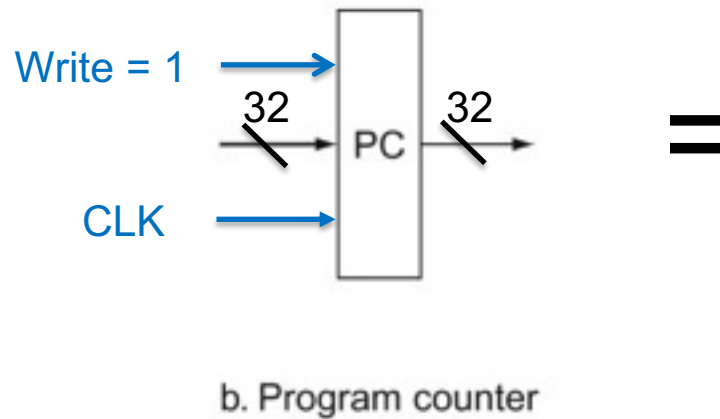 Write = 1
32
32
PC
CLK
=
b. Program counter